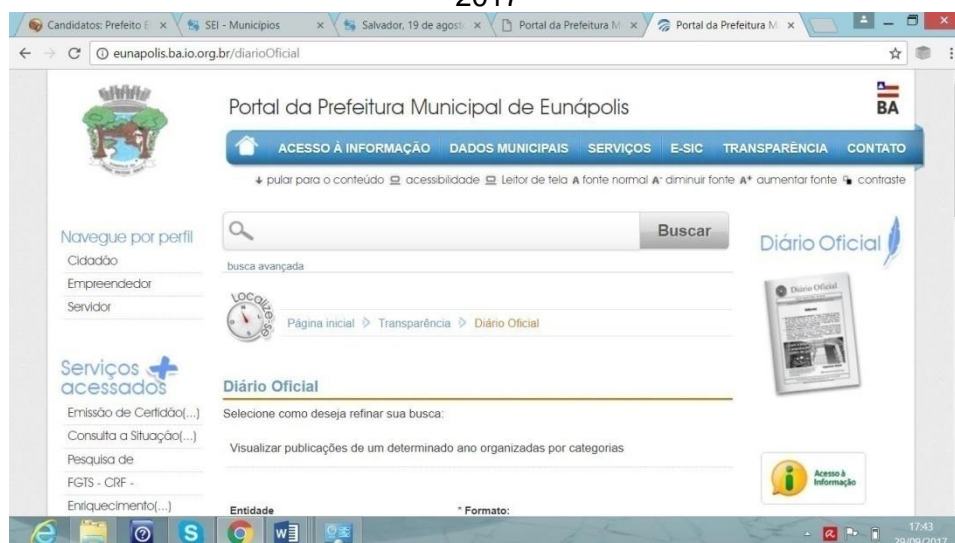 2017
Candidatos: Prefeito E
SEI - Municípios
Salvador, 19 de agosto
Portal da Prefeitura M
Portal da Prefeitura M
eunapolis.ba.io.org.br/diarioOficial
Portal da Prefeitura Municipal de Eunápolis
BA
ACESSO À INFORMAÇÃO DADOS MUNICIPAIS SERVIÇOS E-SIC TRANSPARÊNCIA CONTATO
pular para o conteúdo acessibilidade Leitor de tela A fonte normal A- diminuir fonte A+ aumentar fonte contraste
Navegue por perfil
Cidadão
Empreendedor
Servidor
Serviços acessados
Emissão de Certidão(...)
Consulta a Situação(...)
Pesquisa de
FGTS - CRF -
Enriquecimento(...)
Buscar
busca avançada
Localize-se
Página inicial Transparência Diário Oficial
Diário Oficial
Selecione como deseja refinar sua busca:
Visualizar publicações de um determinado ano organizadas por categorias
Entidade * Formato:
Diário Oficial
Diário Oficial
Acesso à
Informação
17:43
29/09/2017